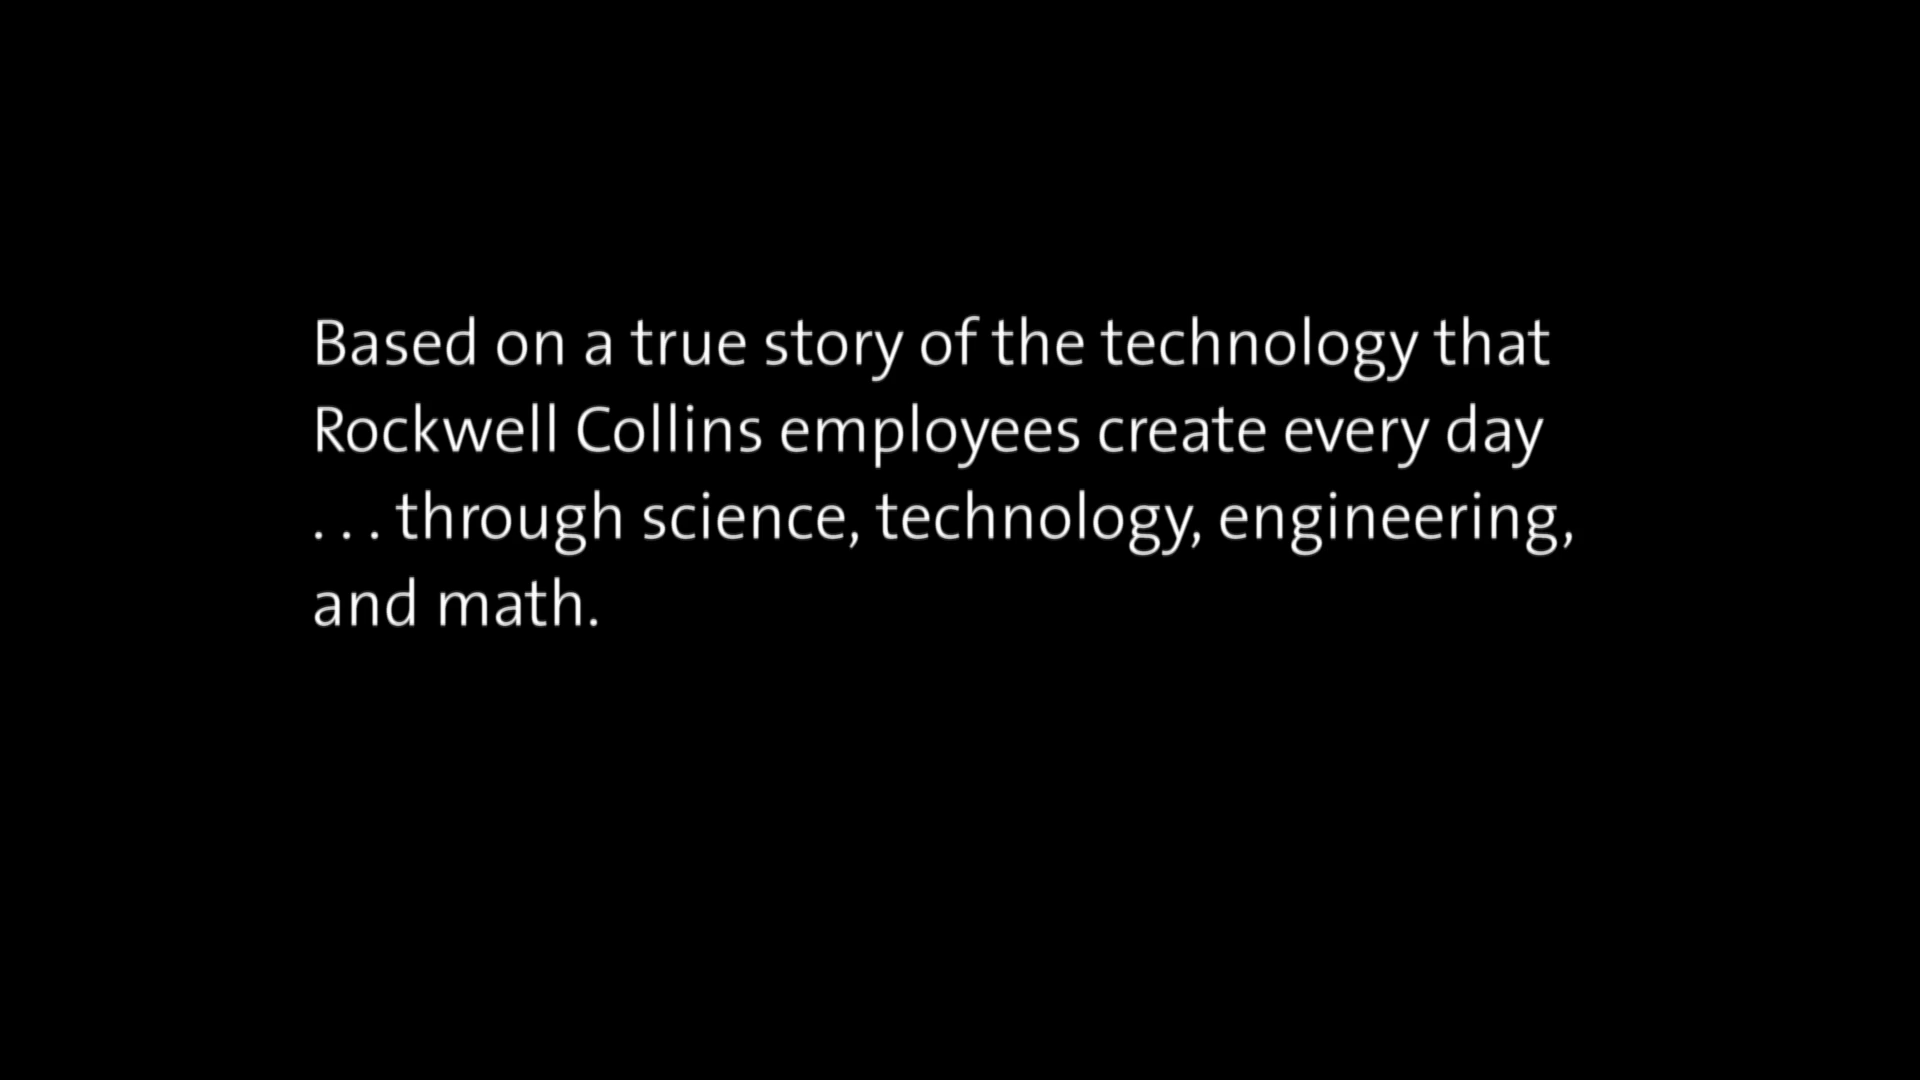 Based on a true story of the technology that
Rockwell Collins employees create every day
. . . through science, technology, engineering,
and math.